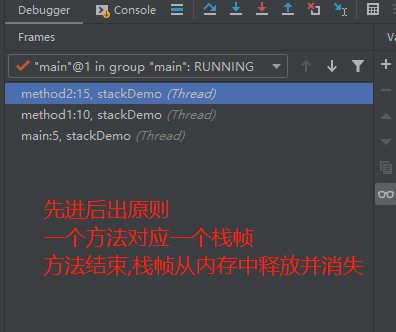 Debugger
Console
Frames
Va
"main"@1 in group "main": RUNNING
method2:15, stackDemo (Thread)
method1:10, stackDemo (Thread)
main:5, stackDemo (Thread)
先进后出原则
一个方法对应一个栈帧
方法结束,栈帧从内存中释放并消失